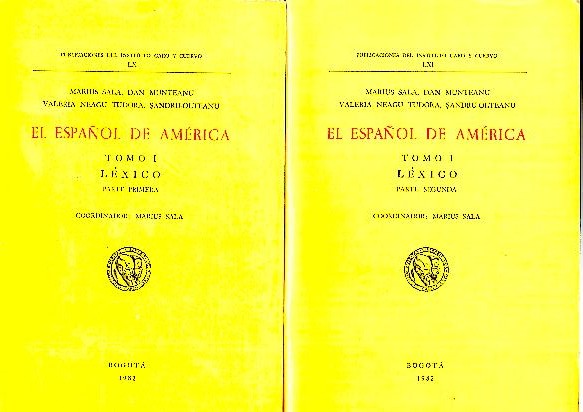 PUBLICACIONES DEL INSTITUTO CARO Y CUERVO
LX
MARIUS SALA, DAN MUNTEANU
VALERIA NEAGU TUDORA, ȘANDRU-OLTEANU
EL ESPAÑOL DE AMÉRICA
TOMO I
LÉXICO
PARTE PRIMERA
COORDINADOR: MARIUS SALA
BOGOTÁ
1982
PUBLICACIONES DEL INSTITUTO CARO Y CUERVO
LXI
MARIUS SALA, DAN MUNTEANU
VALERIA NEAGU TUDORA, ȘANDRU-OLTEANU
EL ESPAÑOL DE AMÉRICA
TOMO I
LÉXICO
PARTE SEGUNDA
COORDINADOR: MARIUS SALA
BOGOTÁ
1982